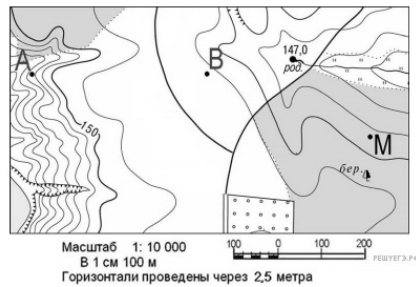 А
В
147,0
род.
150
М
бер.
Масштаб 1: 10 000
В 1 см 100 м
100 0 100 200
РЕШУЕГЭ.РФ
Горизонтали проведены через 2,5 метра